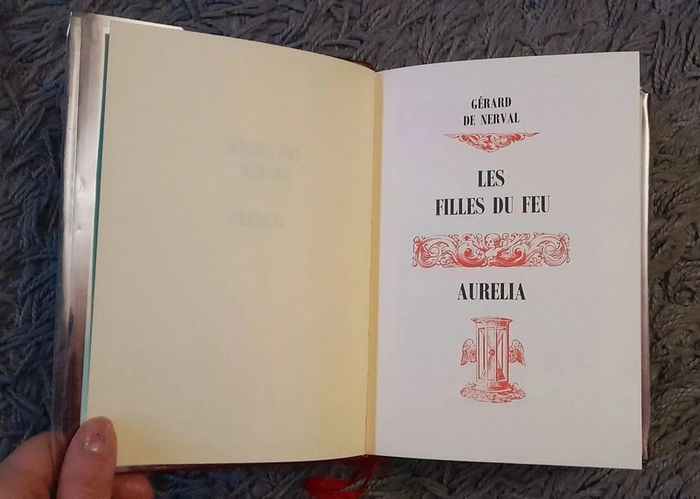 GÉRARD
DE NERVAL
LES
FILLES DU FEU
AURELIA